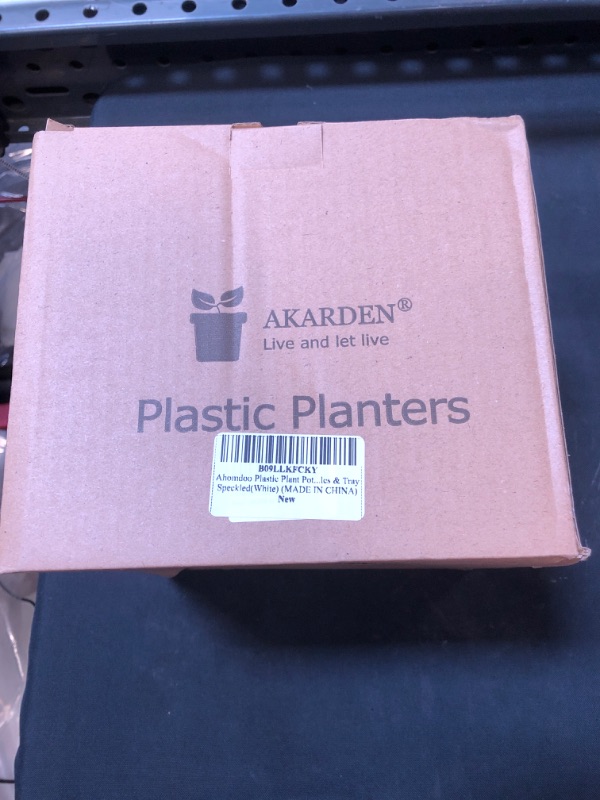 AKARDEN®
Live and let live
Plastic Planters
B09LLKFCKY
Ahomdoo Plastic Plant Pot...les & Tray
Speckled(White) (MADE IN CHINA)
New